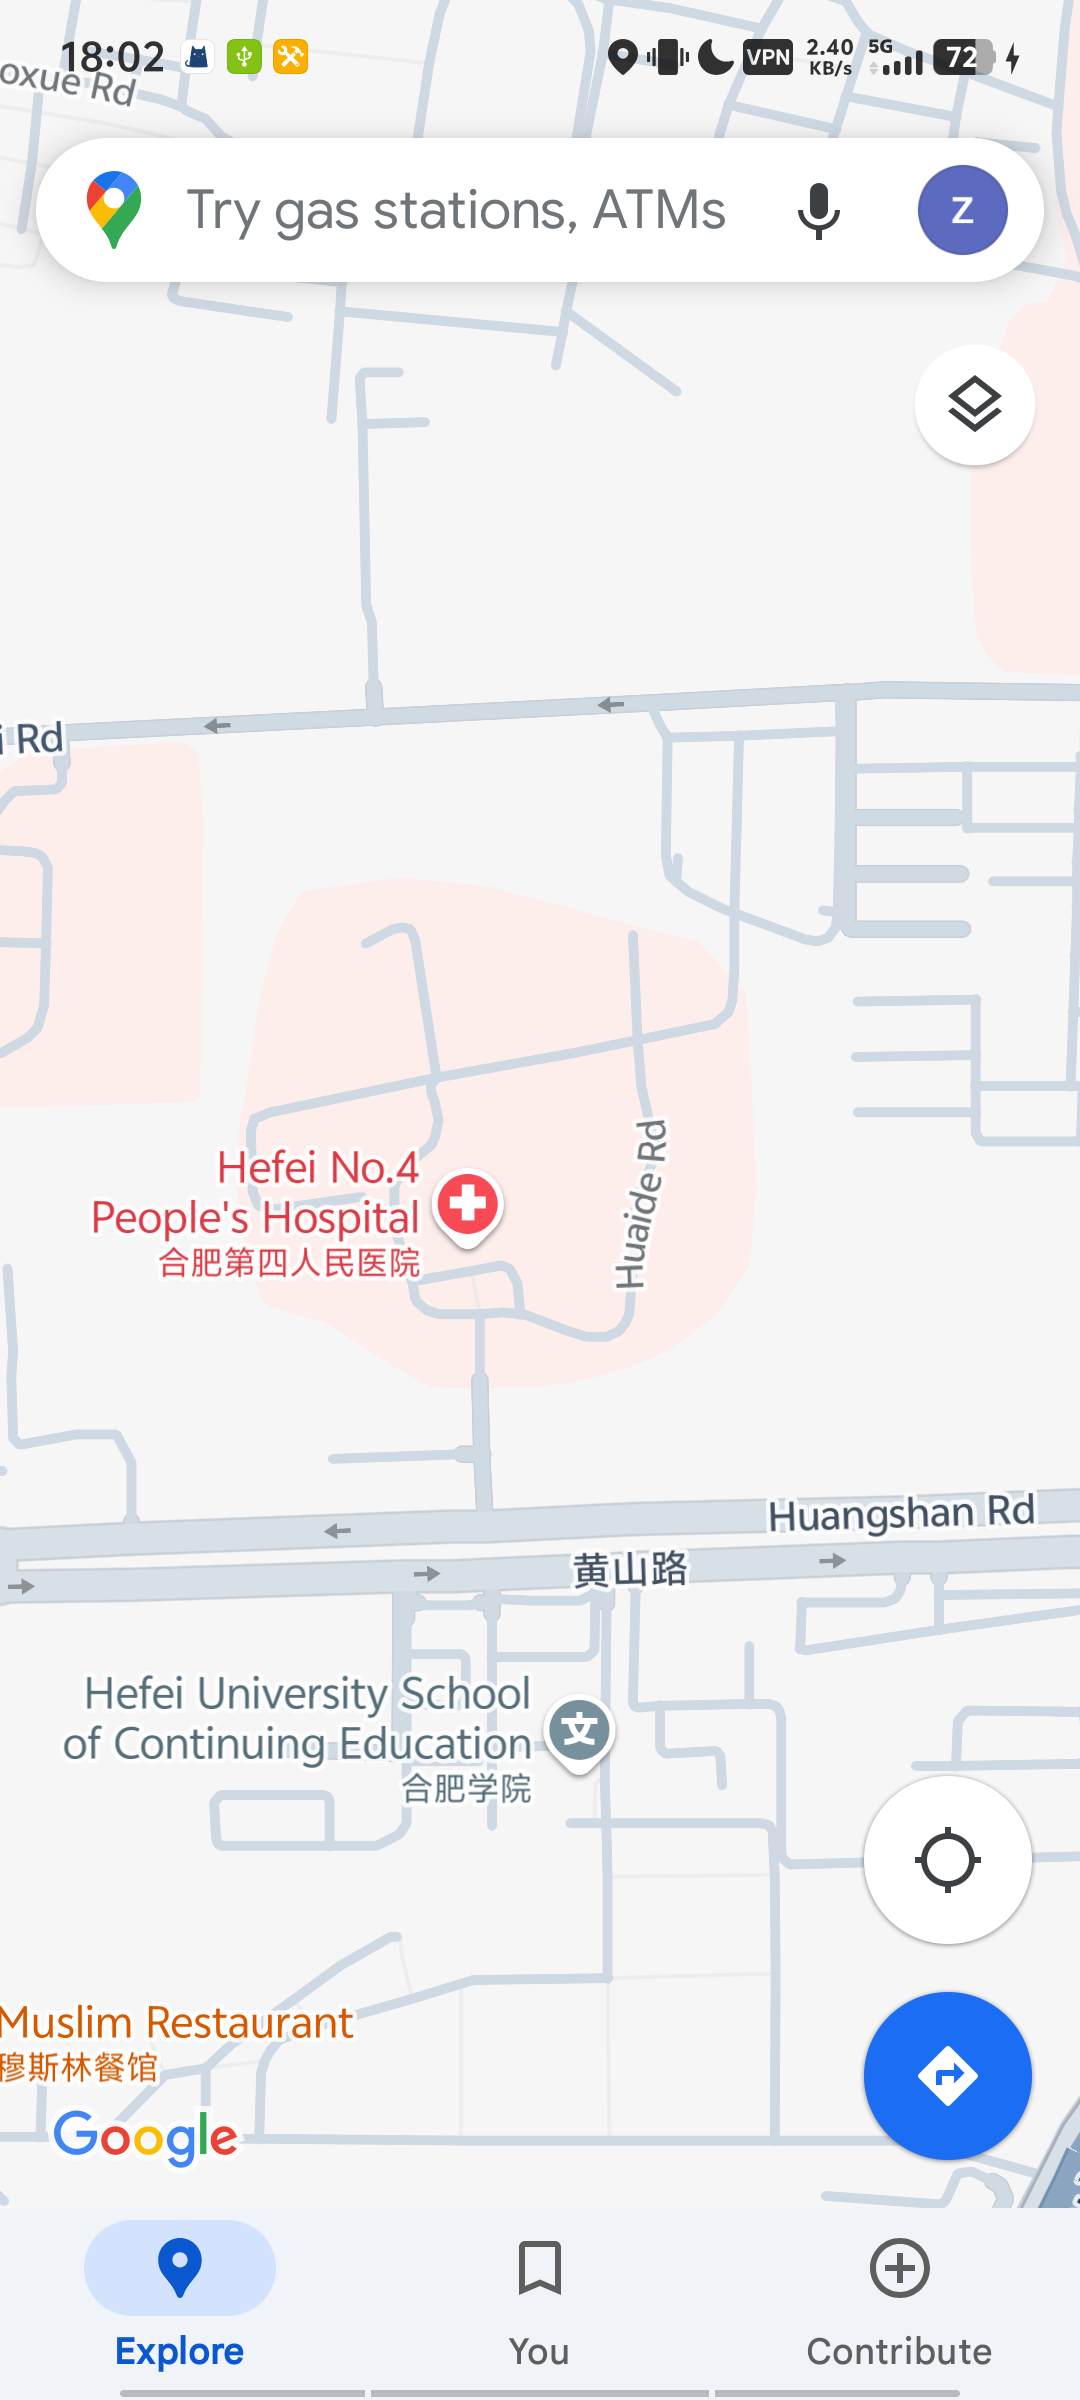 18:02
VPN
2.40
KB/s
5G
72
oxue Rd
Try gas stations, ATMs
Z
i Rd
Hefei No.4
People's Hospital
合肥第四人民医院
Huaide Rd
Huangshan Rd
黄山路
Hefei University School
of Continuing Education
合肥学院
文
Muslim Restaurant
穆斯林餐馆
Google
Explore
You
Contribute